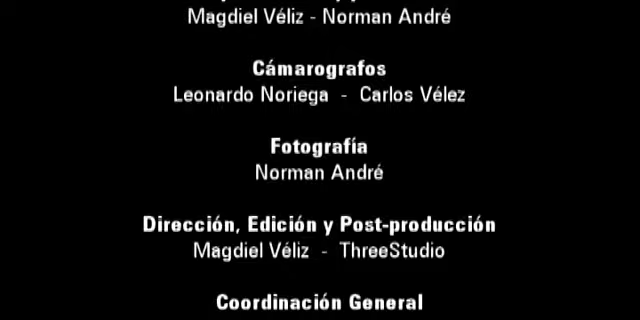 Magdiel Véliz - Norman André
Cámarografos
Leonardo Noriega - Carlos Vélez
Fotografía
Norman André
Dirección, Edición y Post-producción
Magdiel Véliz - ThreeStudio
Coordinación General